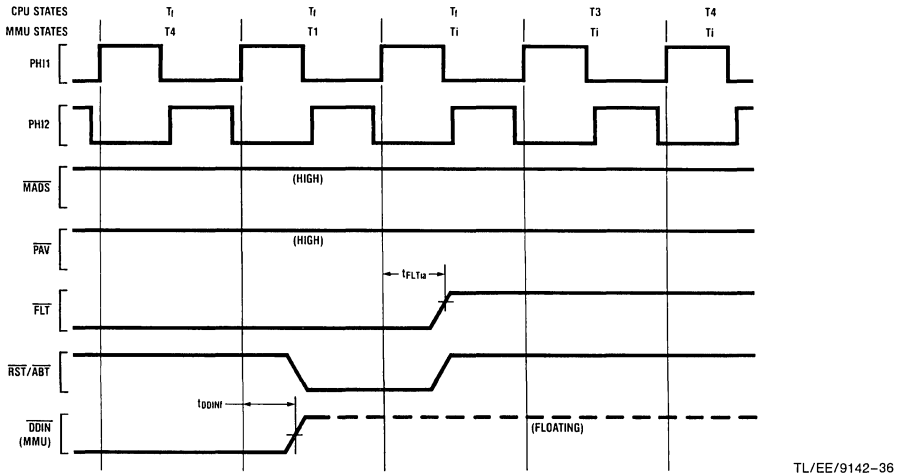 CPU STATES Tf Tf Tf T3 T4
MMU STATES T4 T1 Ti Ti Ti
PHI1
PHI2
MADS
(HIGH)
PAV
(HIGH)
tFLTia
FLT
RST/ABT
tDDINf
DDIN
(MMU)
(FLOATING)
TL/EE/9142-36